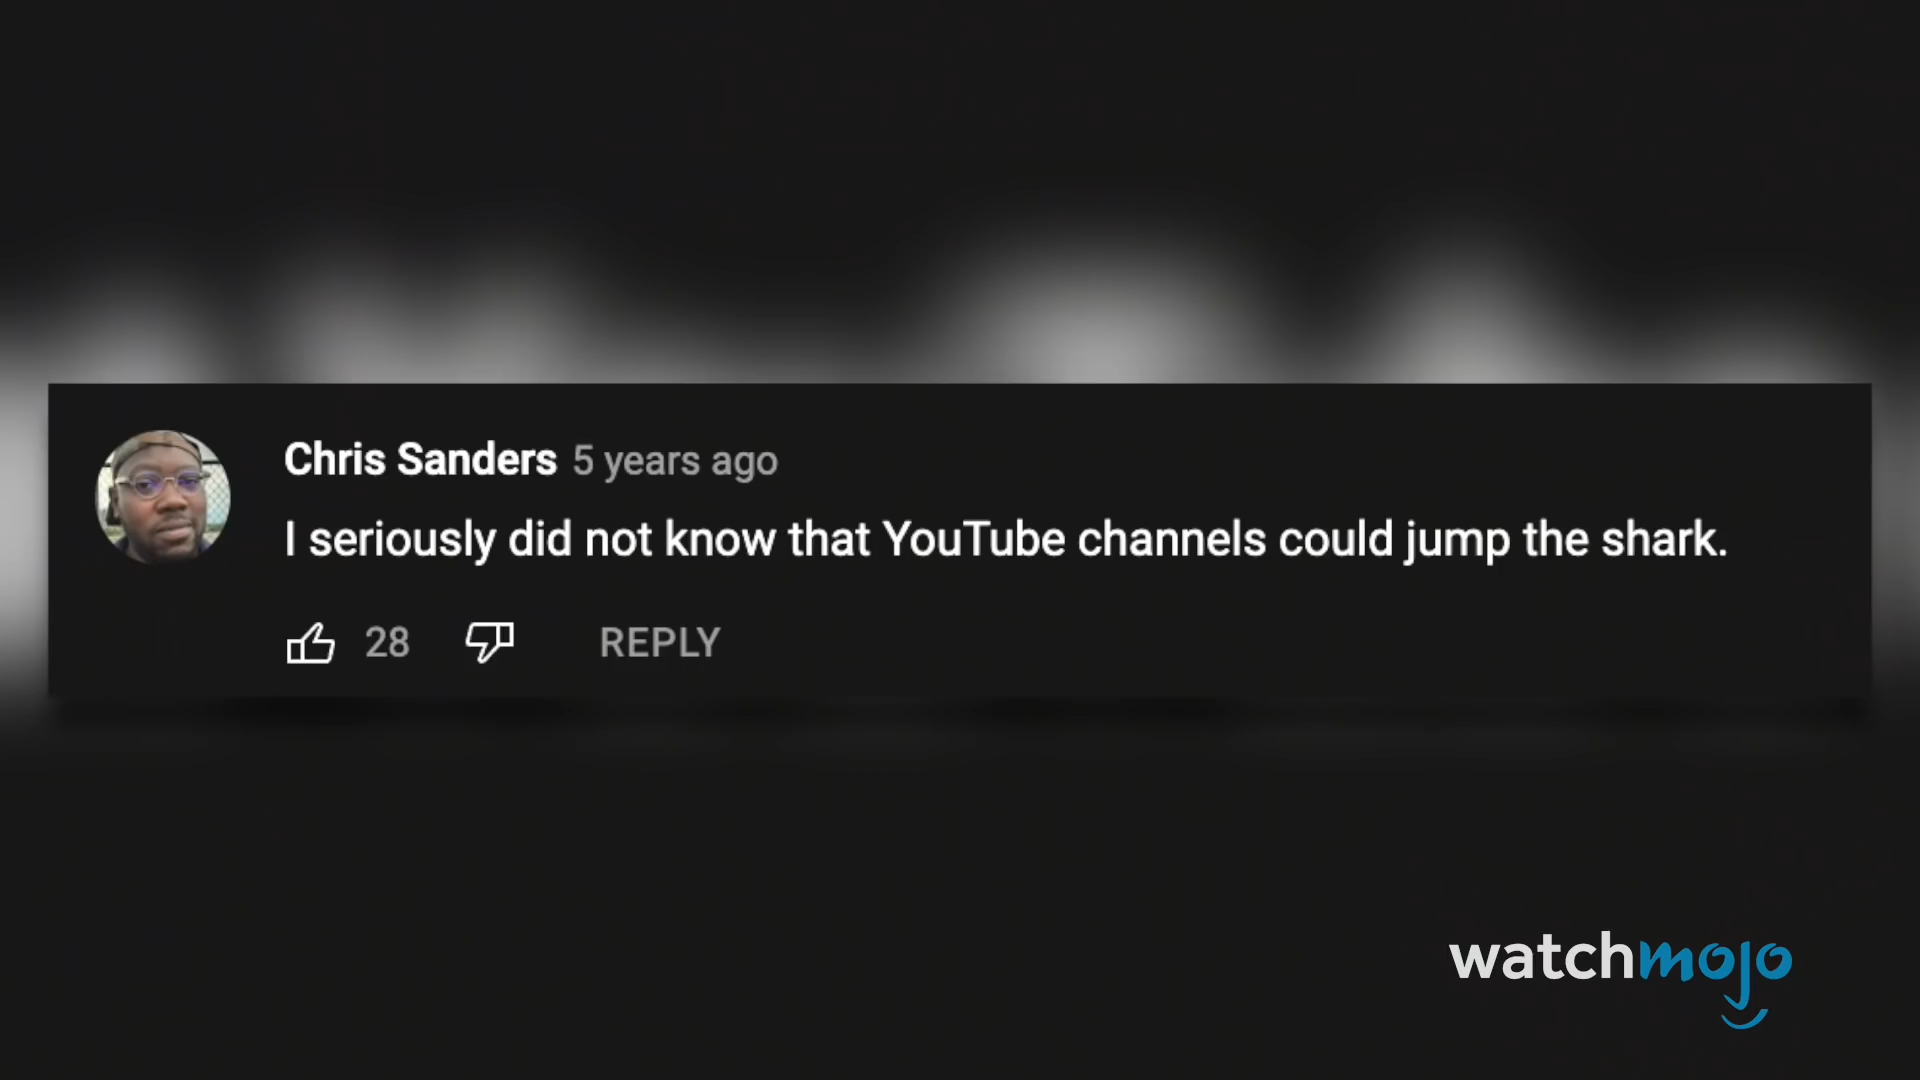 Chris Sanders 5 years ago
I seriously did not know that YouTube channels could jump the shark.
28 REPLY
watchmojo